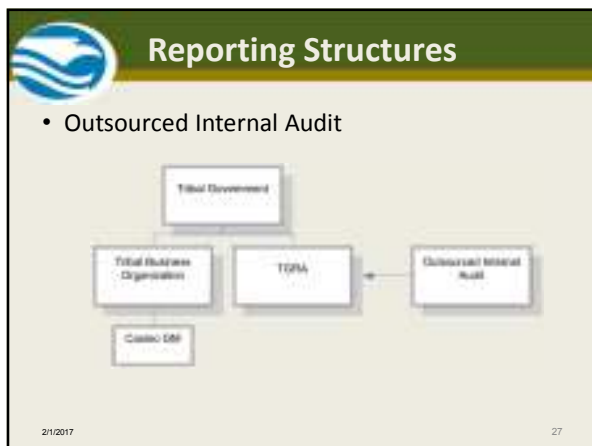 Reporting Structures
• Outsourced Internal Audit
Tribal Government
Tribal Business
Organization
TGRA
Outsourced Internal
Audit
Casino GM
2/1/2017
27